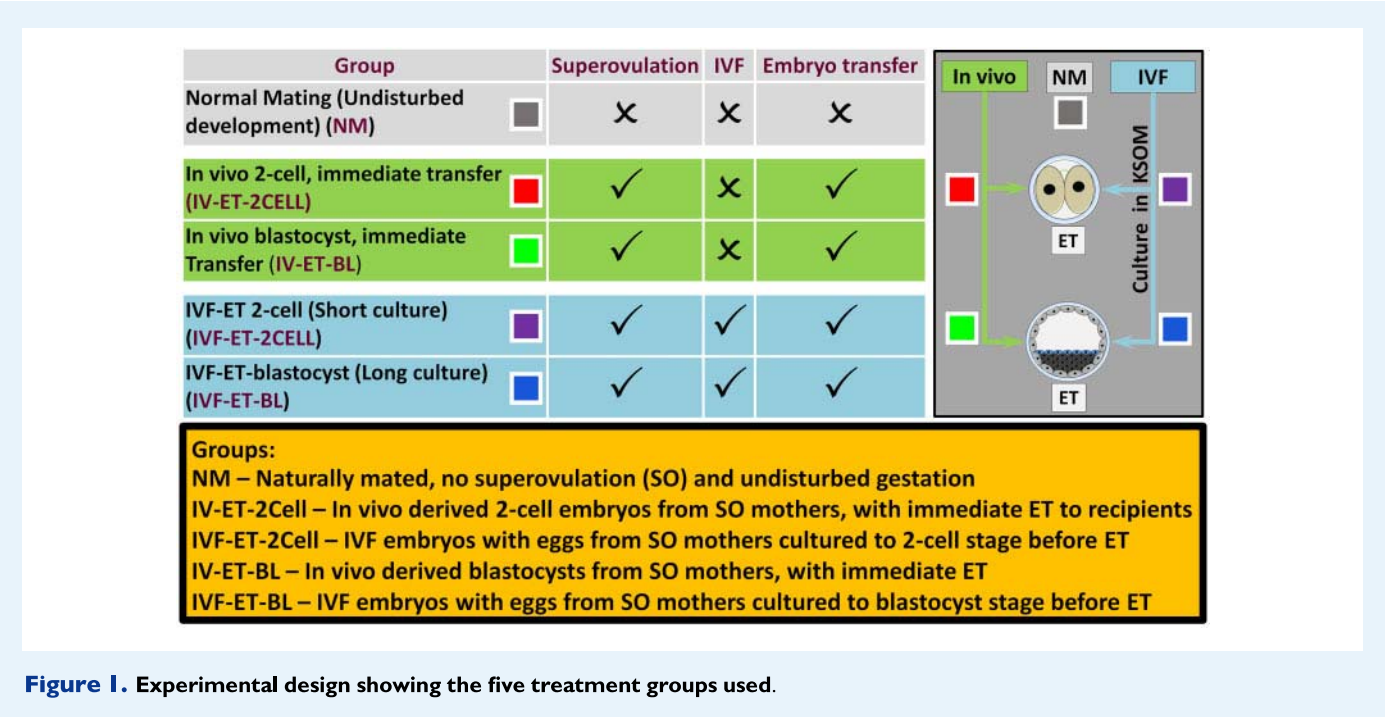 Group Superovulation IVF Embryo transfer
Normal Mating (Undisturbed
development) (NM)
In vivo 2-cell, immediate transfer
(IV-ET-2CELL)
In vivo blastocyst, immediate
Transfer (IV-ET-BL)
IVF-ET 2-cell (Short culture)
(IVF-ET-2CELL)
IVF-ET-blastocyst (Long culture)
(IVF-ET-BL)
In vivo NM IVF
Culture in KSOM
ET
ET
Groups:
NM – Naturally mated, no superovulation (SO) and undisturbed gestation
IV-ET-2Cell – In vivo derived 2-cell embryos from SO mothers, with immediate ET to recipients
IVF-ET-2Cell – IVF embryos with eggs from SO mothers cultured to 2-cell stage before ET
IV-ET-BL – In vivo derived blastocysts from SO mothers, with immediate ET
IVF-ET-BL – IVF embryos with eggs from SO mothers cultured to blastocyst stage before ET
Figure 1. Experimental design showing the five treatment groups used.